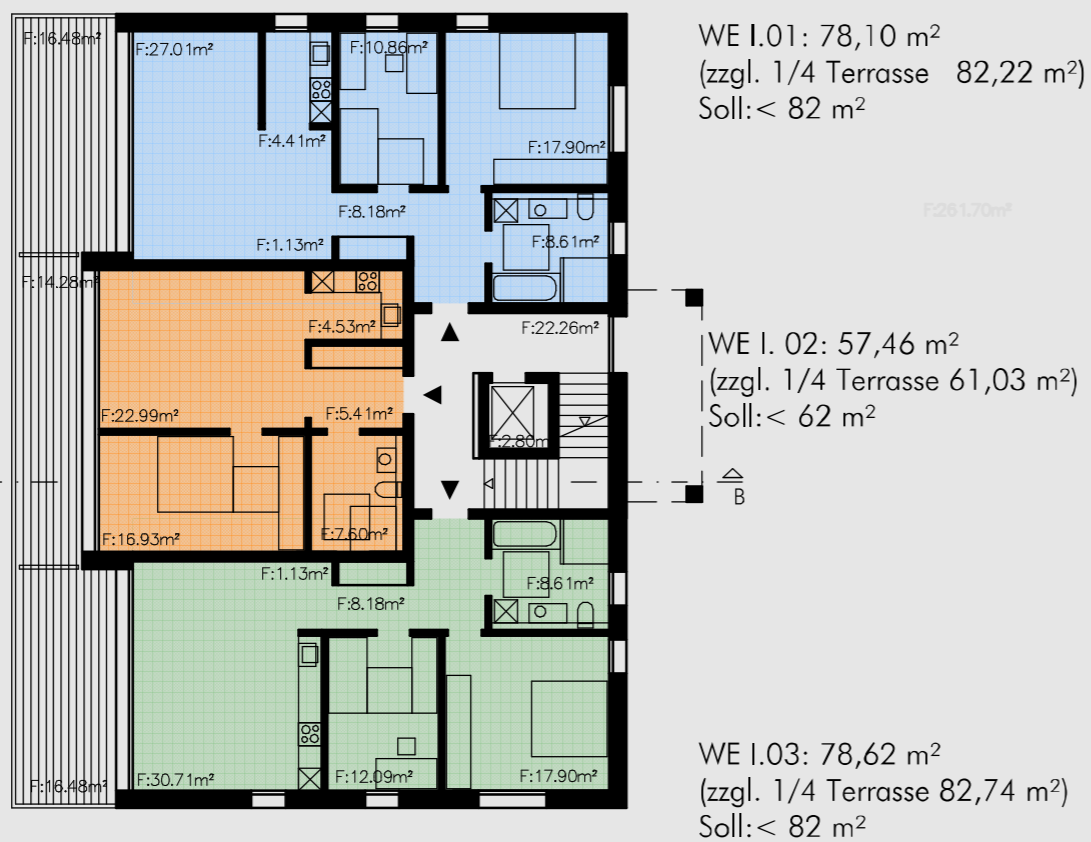 F:16.48m²
F:27.01m²
F:10.86m²
F:4.41m²
F:17.90m²
F:8.18m²
F:1.13m²
F:8.61m²
WE I.01: 78,10 m²
(zzgl. 1/4 Terrasse 82,22 m²)
Soll:< 82 m²
F:261.70m²
F:14.28m²
F:4.53m²
F:22.26m²
F:22.99m²
F:5.41m²
F:2.80m
F:16.93m²
F:7.60m²
WE I. 02: 57,46 m²
(zzgl. 1/4 Terrasse 61,03 m²)
Soll:< 62 m²
B
F:1.13m²
F:8.18m²
F:8.61m²
F:16.48m²
F:30.71m²
F:12.09m²
F:17.90m²
WE I.03: 78,62 m²
(zzgl. 1/4 Terrasse 82,74 m²)
Soll:< 82 m²